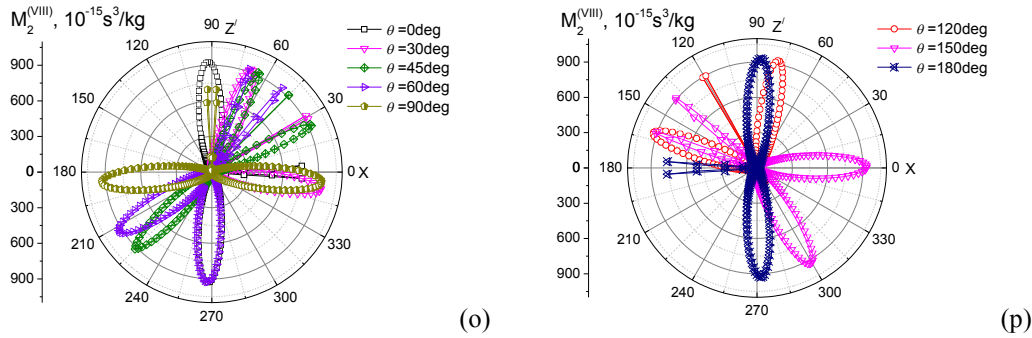 M₂^(VIII), 10⁻¹⁵s³/kg
90
Z/
120
60
150
30
180
0
X
210
330
240
300
270
900
600
300
0
300
600
900
θ =0deg
θ =30deg
θ =45deg
θ =60deg
θ =90deg
(o)
M₂^(VIII), 10⁻¹⁵s³/kg
90
Z/
120
60
150
30
180
0
X
210
330
240
300
270
900
600
300
0
300
600
900
θ =120deg
θ =150deg
θ =180deg
(p)